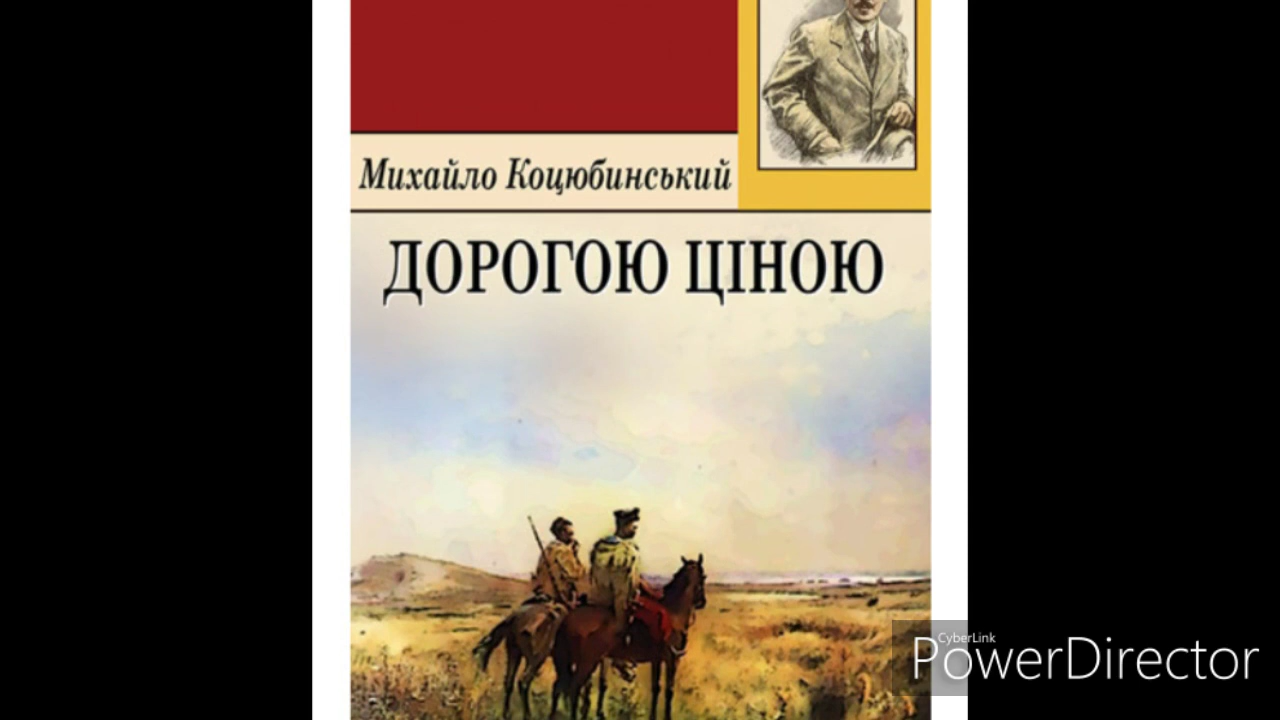 Михайло Коцюбинський
ДОРОГОЮ ЦІНОЮ
CyberLink
PowerDirector